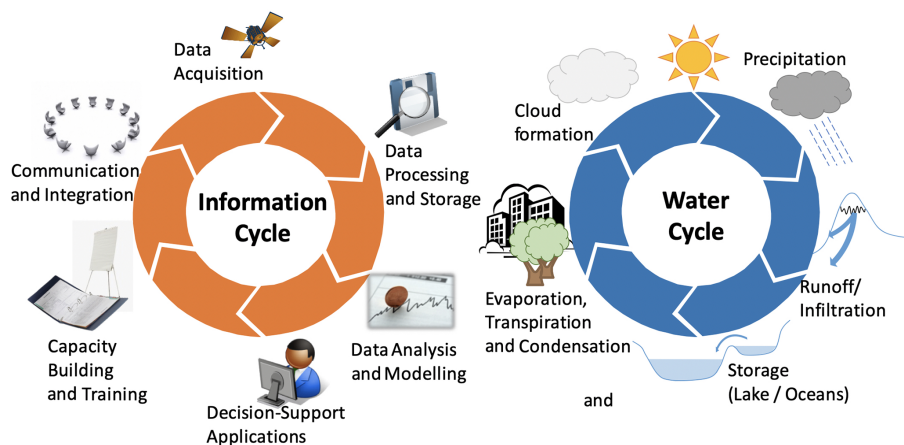 Data
Acquisition
Data
Processing
and Storage
Data Analysis
and Modelling
Decision-Support
Applications
Capacity
Building
and Training
Communication
and Integration
Information
Cycle
and
Water
Cycle
Precipitation
Runoff/
Infiltration
Storage
(Lake / Oceans)
Evaporation,
Transpiration
and Condensation
Cloud
formation